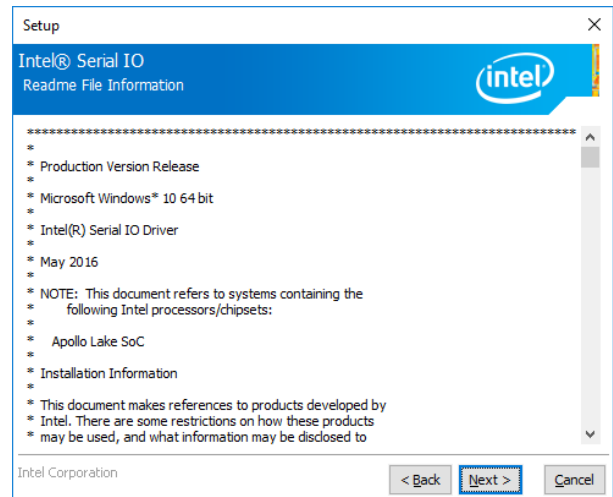 Setup
Intel® Serial IO
Readme File Information
intel
*****************************************************************************
*
* Production Version Release
*
* Microsoft Windows* 10 64 bit
*
* Intel(R) Serial IO Driver
*
* May 2016
*
* NOTE: This document refers to systems containing the
* following Intel processors/chipsets:
*
* Apollo Lake SoC
*
* Installation Information
*
* This document makes references to products developed by
* Intel. There are some restrictions on how these products
* may be used, and what information may be disclosed to
Intel Corporation
< Back Next > Cancel